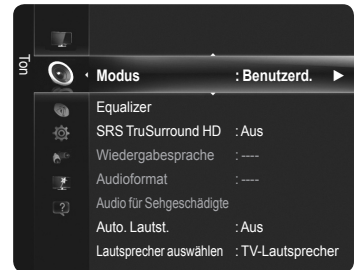 Ton
Modus : Benutzerd. ►
Equalizer
SRS TruSurround HD : Aus
Wiedergabesprache : ----
Audioformat : ----
Audio für Sehgeschädigte
Auto. Lautst. : Aus
Lautsprecher auswählen : TV-Lautsprecher